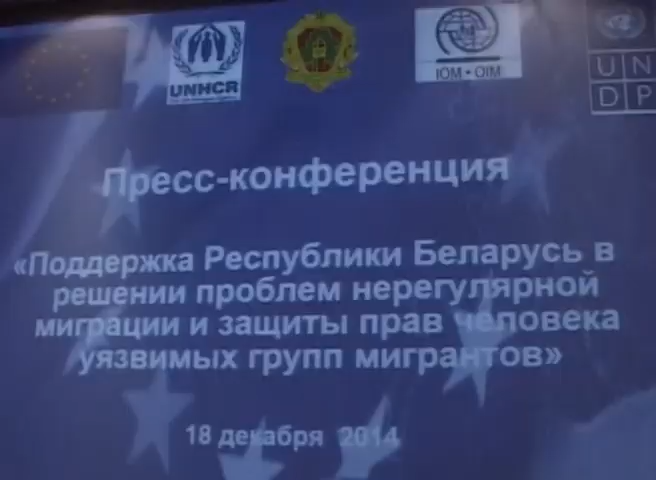 UNHCR
IOM • OIM
UN
DP
Пресс-конференция
«Поддержка Республики Беларусь в
решении проблем нерегулярной
миграции и защиты прав человека
уязвимых групп мигрантов»
18 декабря 2014